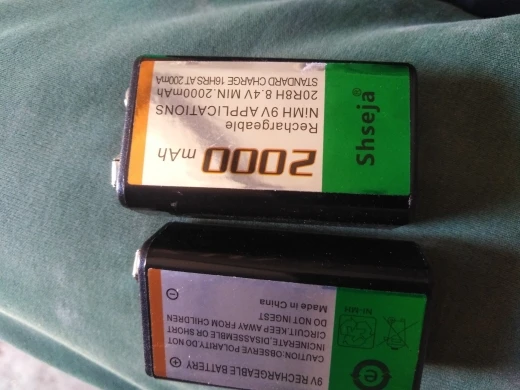 Shseja®
2000 mAh
Rechargeable
NiMH 9V APPLICATIONS
20R8H 8.4V MIN.2000mAh
STANDARD CHARGE 16HRS AT 200mA
9V RECHARGEABLE BATTERY
CAUTION: OBSERVE POLARITY DO NOT
INCINERATE, DISASSEMBLE OR SHORT
CIRCUIT.KEEP AWAY FROM CHILDREN
DO NOT INGEST
Made in China
Ni-MH